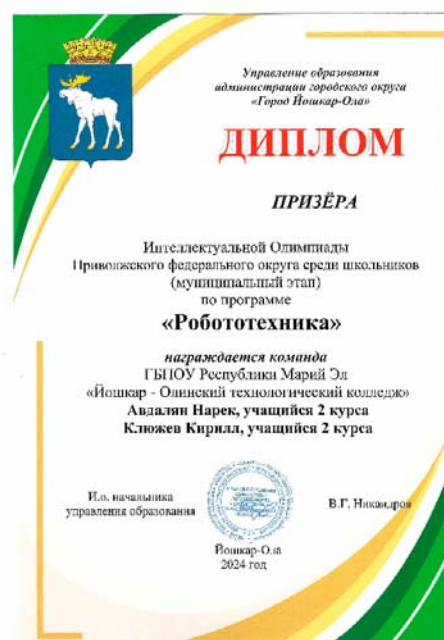 Управление образования
администрации городского округа
«Город Йошкар-Ола»
ДИПЛОМ
ПРИЗЁРА
Интеллектуальной Олимпиады
Приволжского федерального округа среди школьников
(муниципальный этап)
по программе
«Робототехника»
награждается команда
ГБПОУ Республики Марий Эл
«Йошкар - Олинский технологический колледж»
Авдалян Нарек, учащийся 2 курса
Клюжев Кирилл, учащийся 2 курса
И.о. начальника
управления образования
В.Г. Никандров
Йошкар-Ола
2024 год